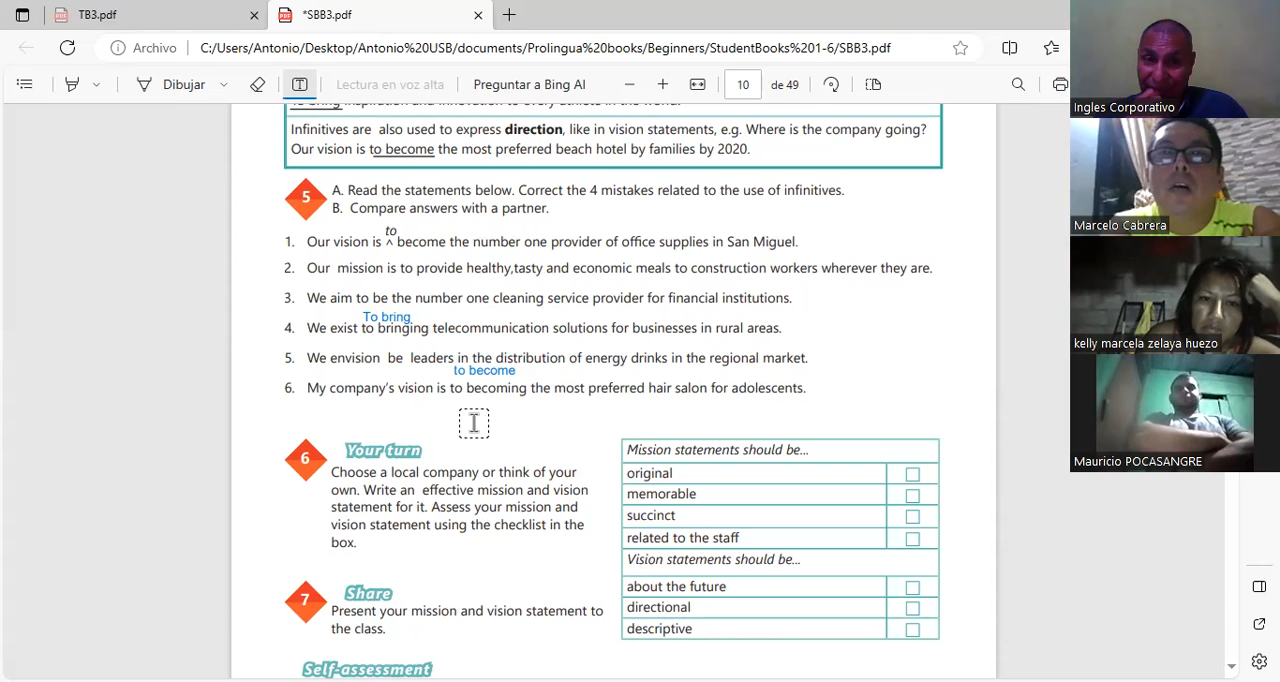 TB3.pdf
*SBB3.pdf
Archivo
C:/Users/Antonio/Desktop/Antonio%20USB/documents/Prolingua%20books/Beginners/StudentBooks%201-6/SBB3.pdf
Dibujar
Lectura en voz alta
Preguntar a Bing AI
10
de 49
To bring inspiration and innovation to every athlete in the world.
Infinitives are also used to express direction, like in vision statements, e.g. Where is the company going?
Our vision is to become the most preferred beach hotel by families by 2020.
5
A. Read the statements below. Correct the 4 mistakes related to the use of infinitives.
B. Compare answers with a partner.
to
1. Our vision is ^ become the number one provider of office supplies in San Miguel.
2. Our mission is to provide healthy,tasty and economic meals to construction workers wherever they are.
3. We aim to be the number one cleaning service provider for financial institutions.
To bring
4. We exist to bringing telecommunication solutions for businesses in rural areas.
5. We envision be leaders in the distribution of energy drinks in the regional market.
to become
6. My company's vision is to becoming the most preferred hair salon for adolescents.
6
Your turn
Choose a local company or think of your
own. Write an effective mission and vision
statement for it. Assess your mission and
vision statement using the checklist in the
box.
Mission statements should be...
original
memorable
succinct
related to the staff
Vision statements should be...
about the future
directional
descriptive
7
Share
Present your mission and vision statement to
the class.
Self-assessment
Ingles Corporativo
Marcelo Cabrera
kelly marcela zelaya huezo
Mauricio POCASANGRE